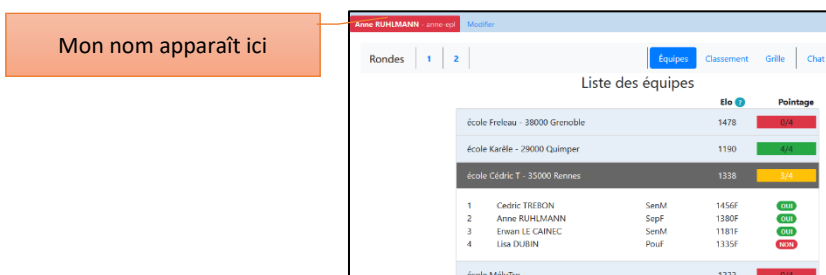 Mon nom apparaît ici
Anne RUHLMANN - anne-epl Modifier
Rondes 1 2 Équipes Classement Grille Chat
Liste des équipes
Elo ? Pointage
école Freleau - 38000 Grenoble 1478 0/4
école Karéle - 29000 Quimper 1190 4/4
école Cédric T - 35000 Rennes 1338 3/4
1 Cedric TREBON SenM 1456F OUI
2 Anne RUHLMANN SepF 1380F OUI
3 Erwan LE CAINEC SenM 1181F OUI
4 Lisa DUBIN PouF 1335F NON